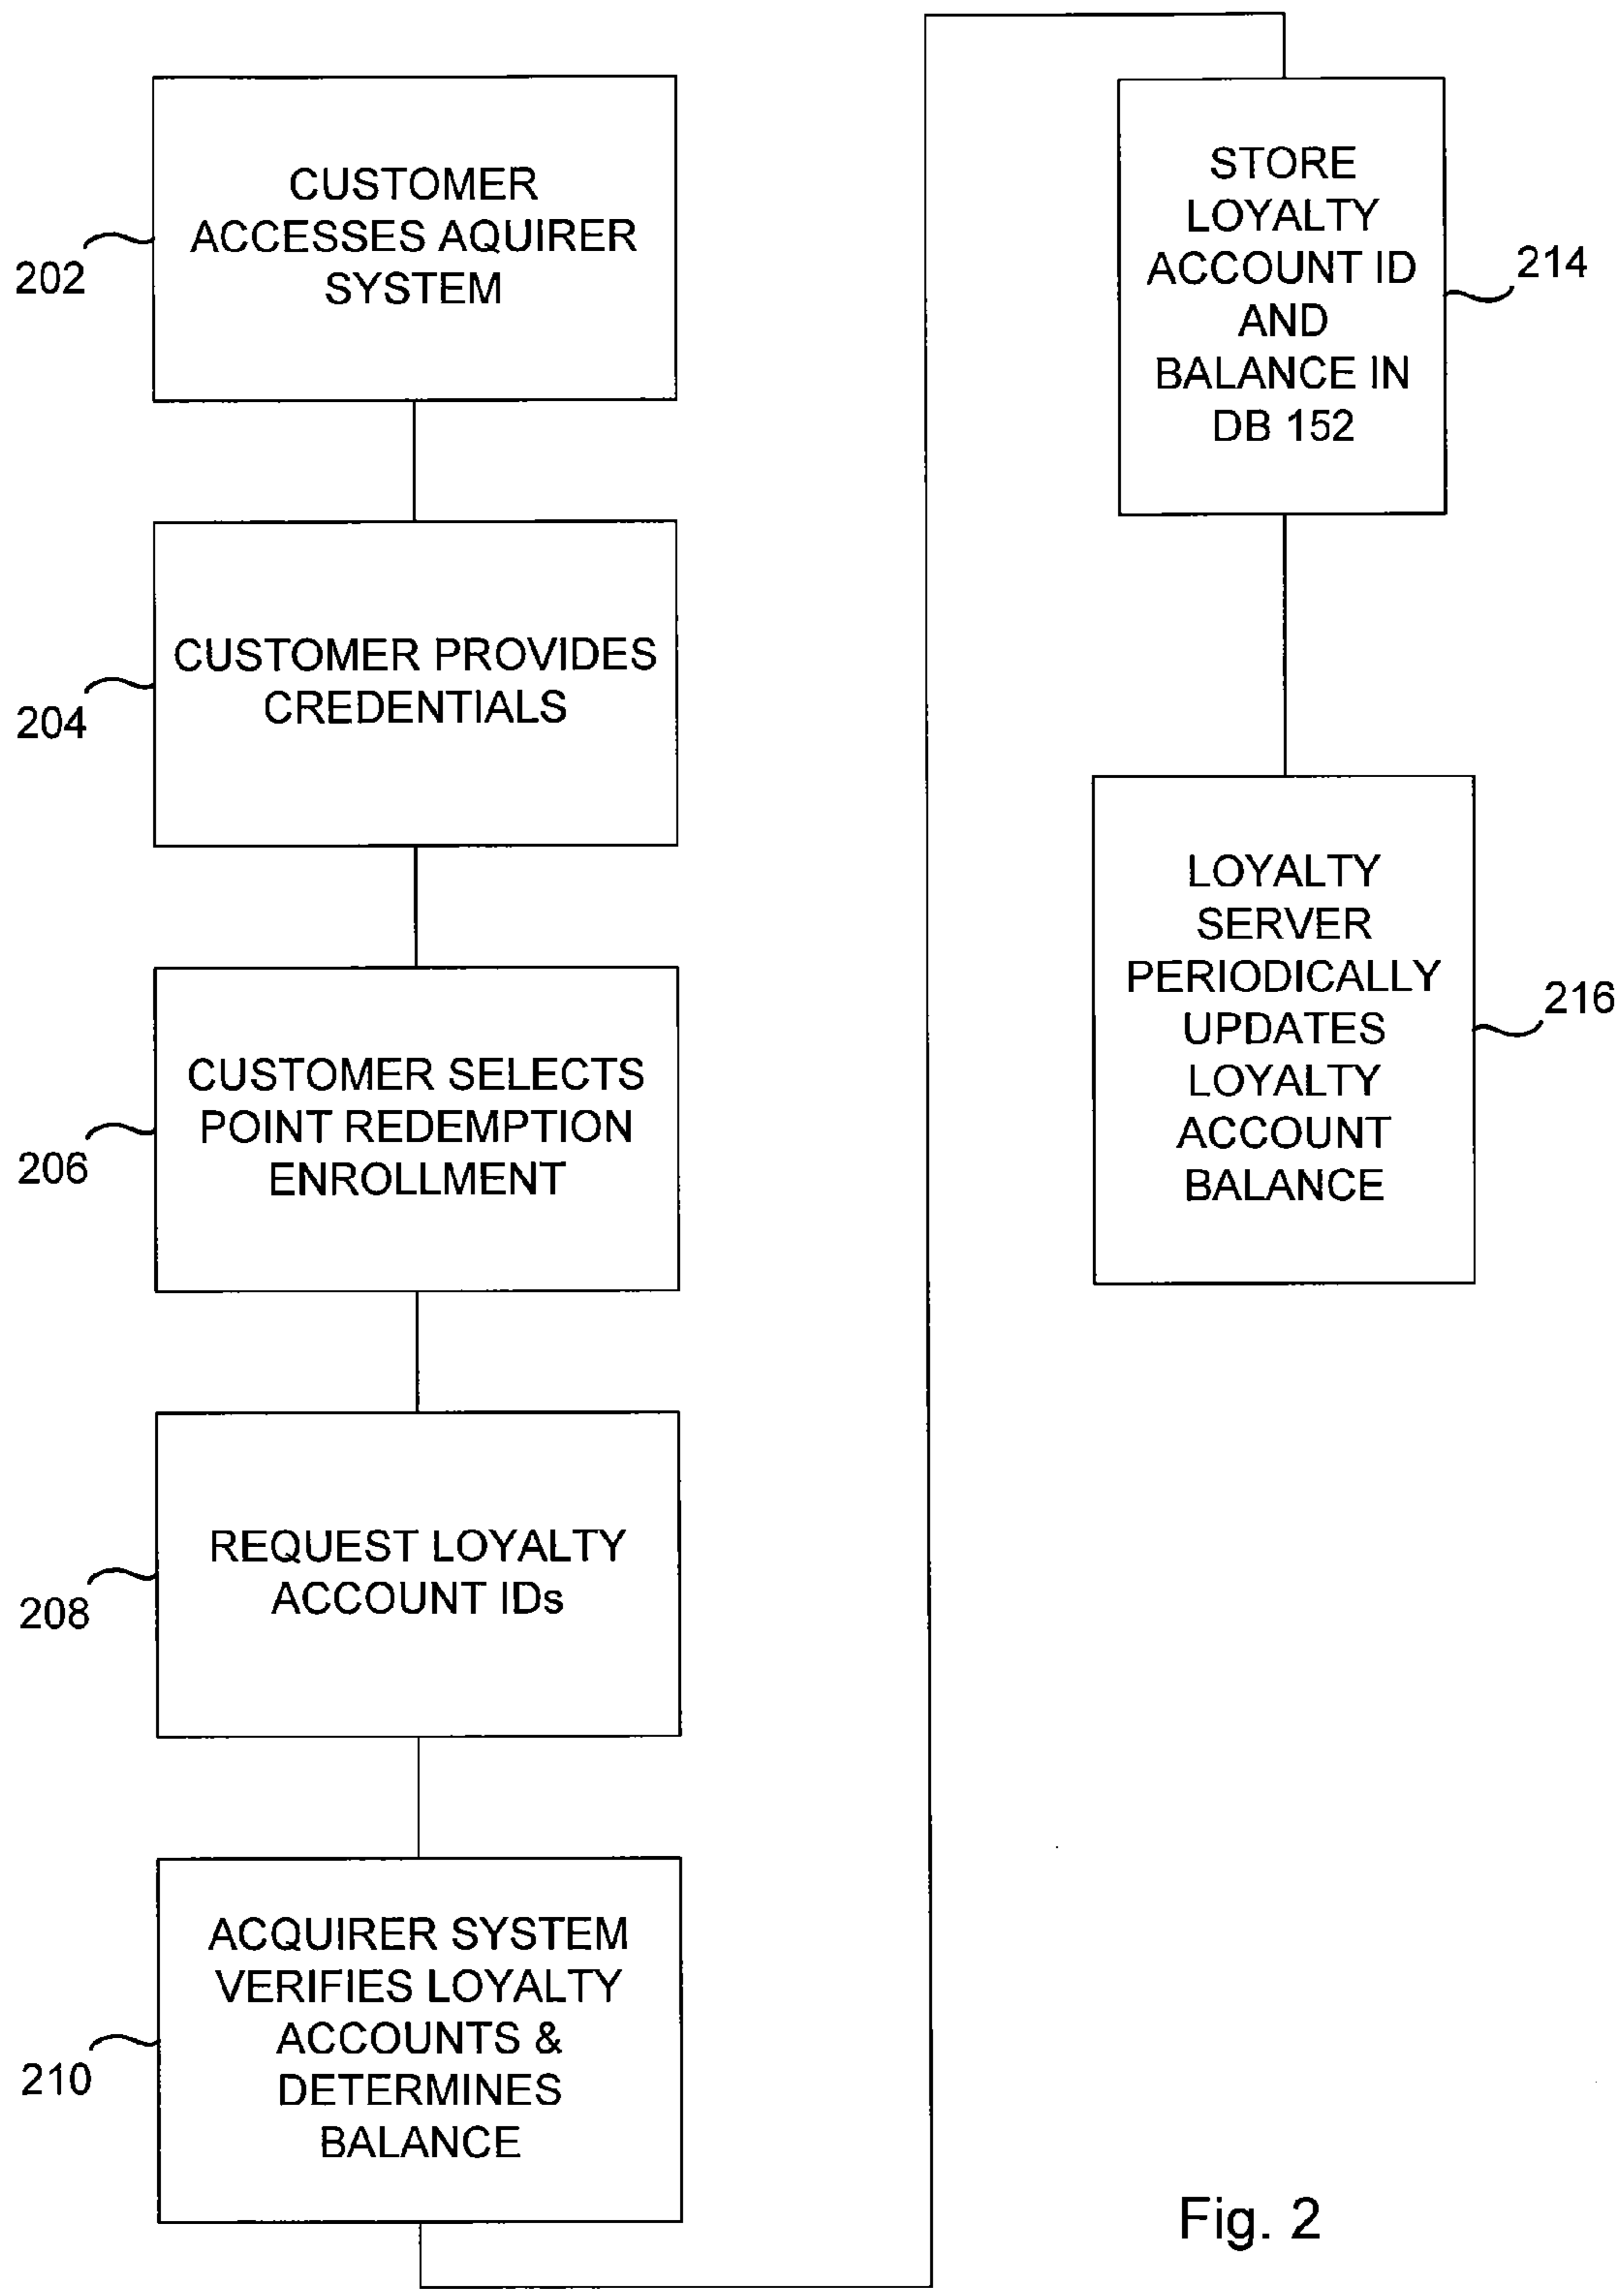 CUSTOMER
ACCESSES AQUIRER
SYSTEM
202
CUSTOMER PROVIDES
CREDENTIALS
204
CUSTOMER SELECTS
POINT REDEMPTION
ENROLLMENT
206
REQUEST LOYALTY
ACCOUNT IDs
208
ACQUIRER SYSTEM
VERIFIES LOYALTY
ACCOUNTS &
DETERMINES
BALANCE
210
STORE
LOYALTY
ACCOUNT ID
AND
BALANCE IN
DB 152
214
LOYALTY
SERVER
PERIODICALLY
UPDATES
LOYALTY
ACCOUNT
BALANCE
216
Fig. 2